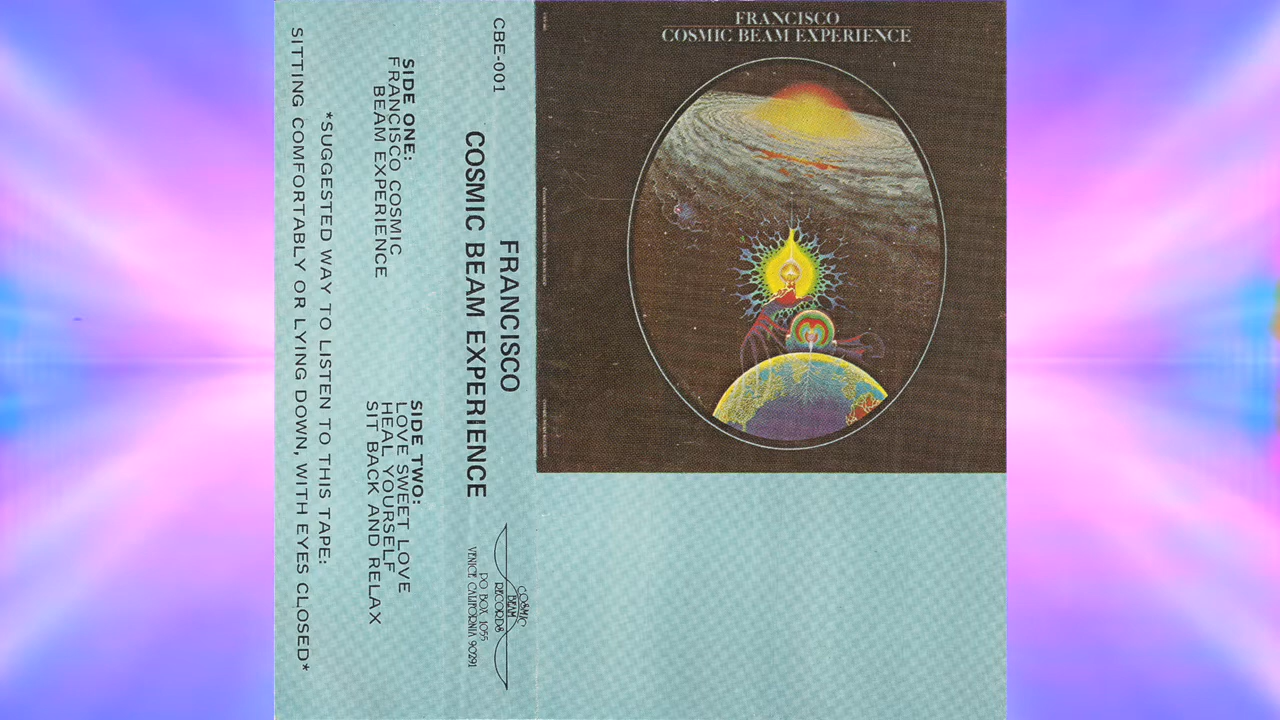 FRANCISCO
COSMIC BEAM EXPERIENCE
CBE-001
FRANCISCO
COSMIC BEAM EXPERIENCE
COSMIC
BEAM
RECORDS
PO BOX 1055
VENICE, CALIFORNIA 90291
SIDE ONE:
FRANCISCO COSMIC
BEAM EXPERIENCE
SIDE TWO:
LOVE SWEET LOVE
HEAL YOURSELF
SIT BACK AND RELAX
*SUGGESTED WAY TO LISTEN TO THIS TAPE:
SITTING COMFORTABLY OR LYING DOWN, WITH EYES CLOSED*